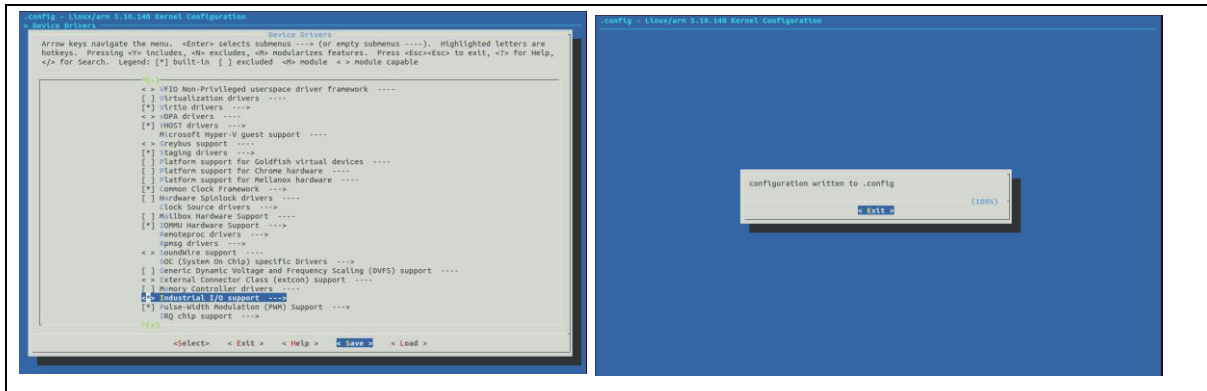 .config - Linux/arm 5.10.140 Kernel Configuration
> Device Drivers
Device Drivers
Arrow keys navigate the menu. <Enter> selects submenus ---> (or empty submenus ----). Highlighted letters are
hotkeys. Pressing <Y> includes, <N> excludes, <M> modularizes features. Press <Esc><Esc> to exit, <?> for Help,
</> for Search. Legend: [*] built-in [ ] excluded <M> module < > module capable
^(-)
< > VFIO Non-Privileged userspace driver framework ----
[ ] Virtualization drivers ----
[*] Virtio drivers --->
< > vDPA drivers ----
[*] VHOST drivers --->
Microsoft Hyper-V guest support ----
< > Greybus support ----
[*] Staging drivers --->
[ ] Platform support for Goldfish virtual devices ----
[ ] Platform support for Chrome hardware ----
[ ] Platform support for Mellanox hardware ----
[*] Common Clock Framework --->
[ ] Hardware Spinlock drivers ----
Clock Source drivers --->
[ ] Mailbox Hardware Support ----
[*] IOMMU Hardware Support --->
Remoteproc drivers --->
Rpmsg drivers --->
< > SoundWire support ----
SOC (System On Chip) specific Drivers --->
[ ] Generic Dynamic Voltage and Frequency Scaling (DVFS) support ----
< > External Connector Class (extcon) support ----
[ ] Memory Controller drivers ----
<*> Industrial I/O support --->
[*] Pulse-Width Modulation (PWM) Support --->
IRQ chip support --->
(+)
<Select> < Exit > < Help > < Save > < Load >
.config - Linux/arm 5.10.140 Kernel Configuration
configuration written to .config
(100%)
< Exit >